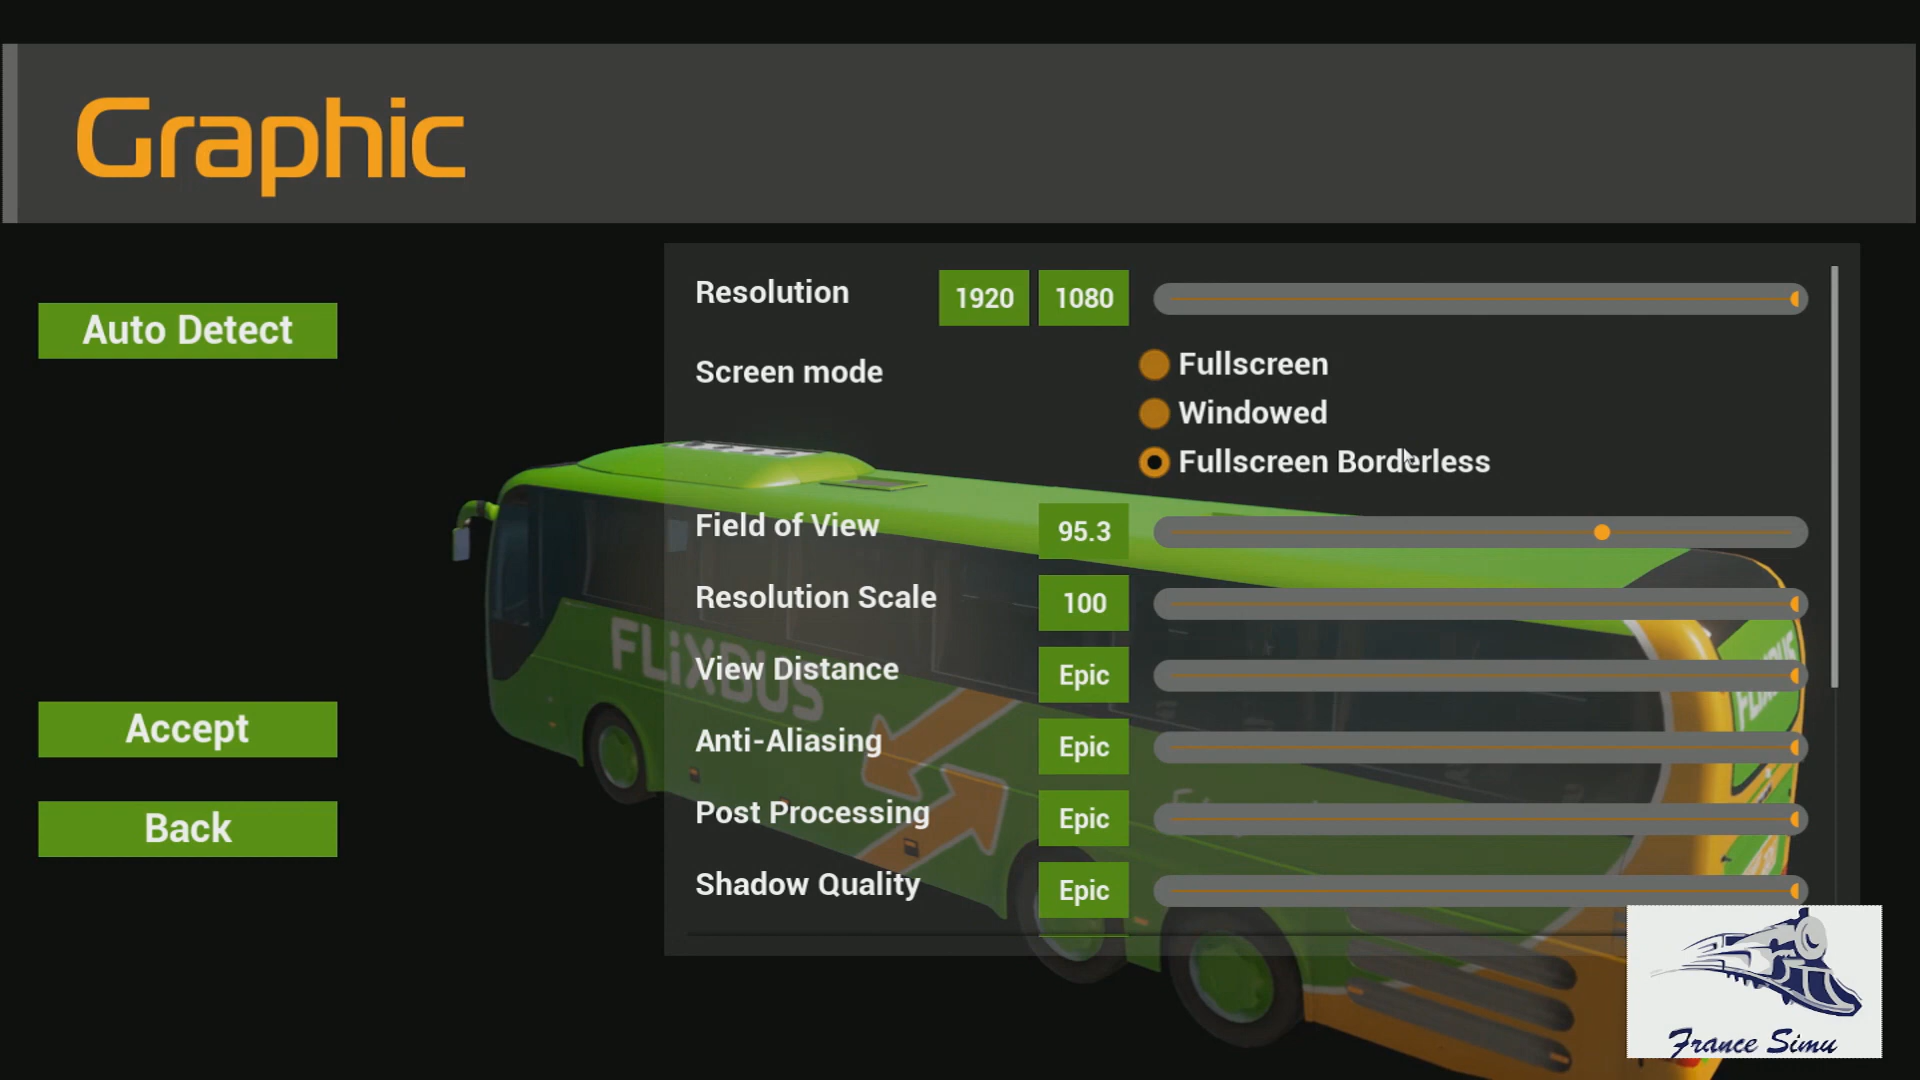 Graphic
Auto Detect
Accept
Back
Resolution 1920 1080
Screen mode
Fullscreen
Windowed
Fullscreen Borderless
Field of View 95.3
Resolution Scale 100
View Distance Epic
Anti-Aliasing Epic
Post Processing Epic
Shadow Quality Epic
FLiXBUS
France Simu